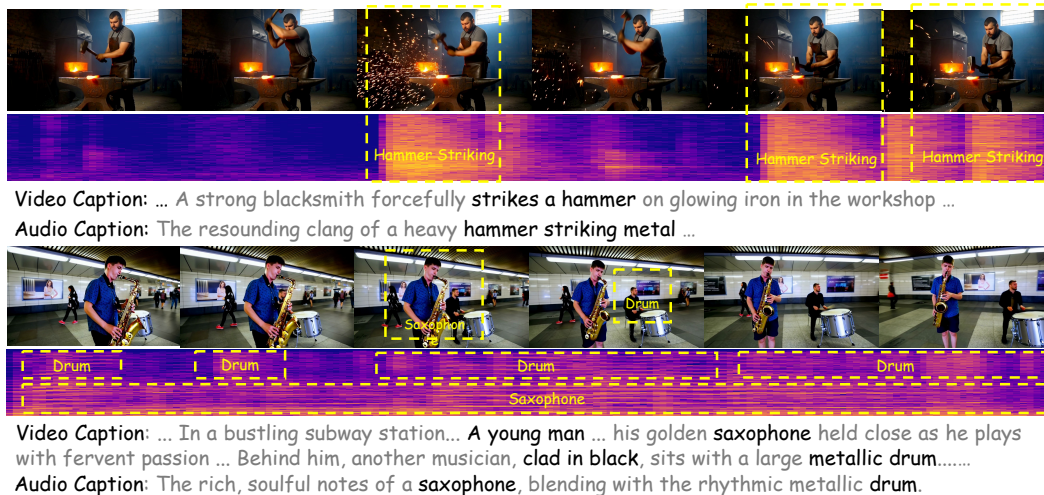 Hammer Striking
Hammer Striking
Hammer Striking
Video Caption: ... A strong blacksmith forcefully strikes a hammer on glowing iron in the workshop ...
Audio Caption: The resounding clang of a heavy hammer striking metal ...
Saxophon
Drum
Drum
Drum
Drum
Drum
Saxophone
Video Caption: ... In a bustling subway station... A young man ... his golden saxophone held close as he plays
with fervent passion ... Behind him, another musician, clad in black, sits with a large metallic drum.......
Audio Caption: The rich, soulful notes of a saxophone, blending with the rhythmic metallic drum.